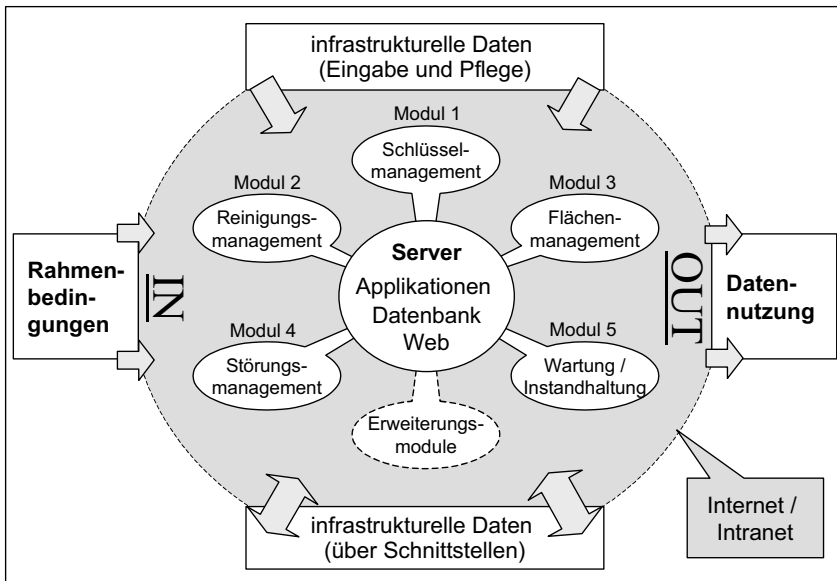 infrastrukturelle Daten
(Eingabe und Pflege)
Modul 1
Schlüssel-
management
Modul 2
Reinigungs-
management
Modul 3
Flächen-
management
Server
Applikationen
Datenbank
Web
Rahmen-
bedin-
gungen
IN
OUT
Daten-
nutzung
Modul 4
Störungs-
management
Modul 5
Wartung /
Instandhaltung
Erweiterungs-
module
infrastrukturelle Daten
(über Schnittstellen)
Internet /
Intranet